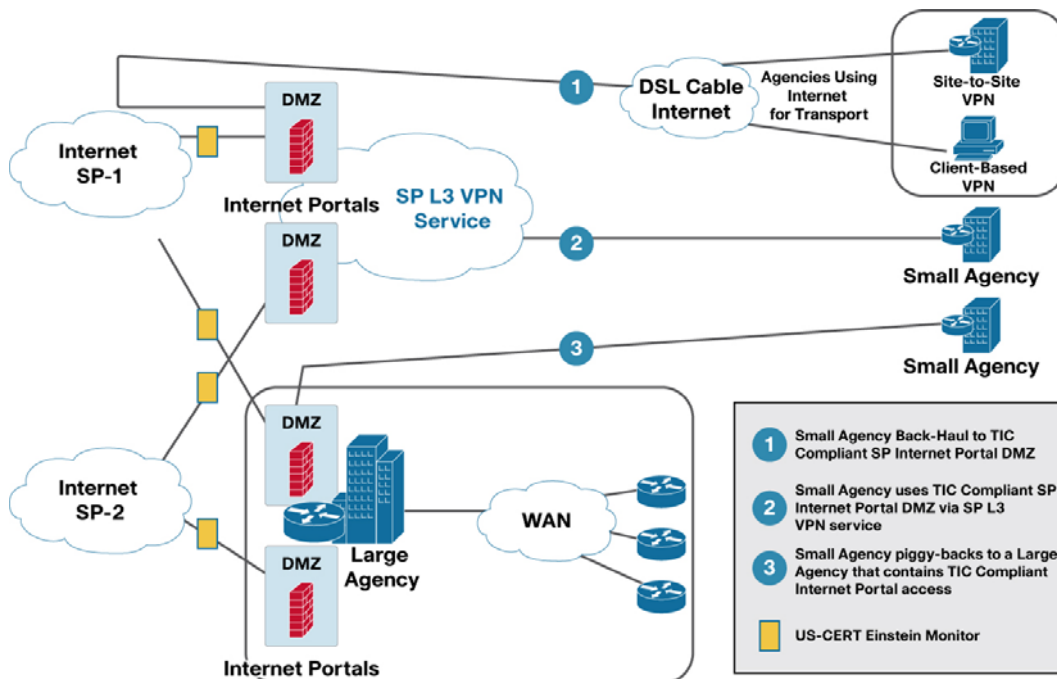 DMZ
Internet
SP-1
Internet Portals
SP L3 VPN
Service
DMZ
1
DSL Cable
Internet
Agencies Using
Internet
for Transport
Site-to-Site
VPN
Client-Based
VPN
2
Small Agency
3
Small Agency
DMZ
Internet
SP-2
Large
Agency
WAN
DMZ
Internet Portals
1
Small Agency Back-Haul to TIC
Compliant SP Internet Portal DMZ
2
Small Agency uses TIC Compliant SP
Internet Portal DMZ via SP L3
VPN service
3
Small Agency piggy-backs to a Large
Agency that contains TIC Compliant
Internet Portal access
US-CERT Einstein Monitor